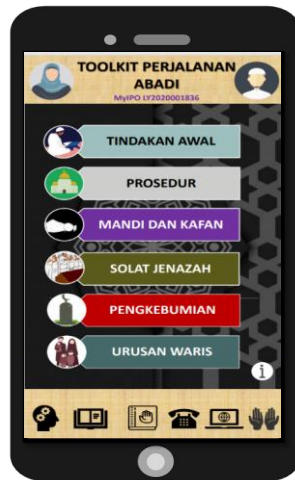 TOOLKIT PERJALANAN
ABADI
MyIPO LY2020001836
TINDAKAN AWAL
PROSEDUR
MANDI DAN KAFAN
SOLAT JENAZAH
PENGKEBUMIAN
URUSAN WARIS
i